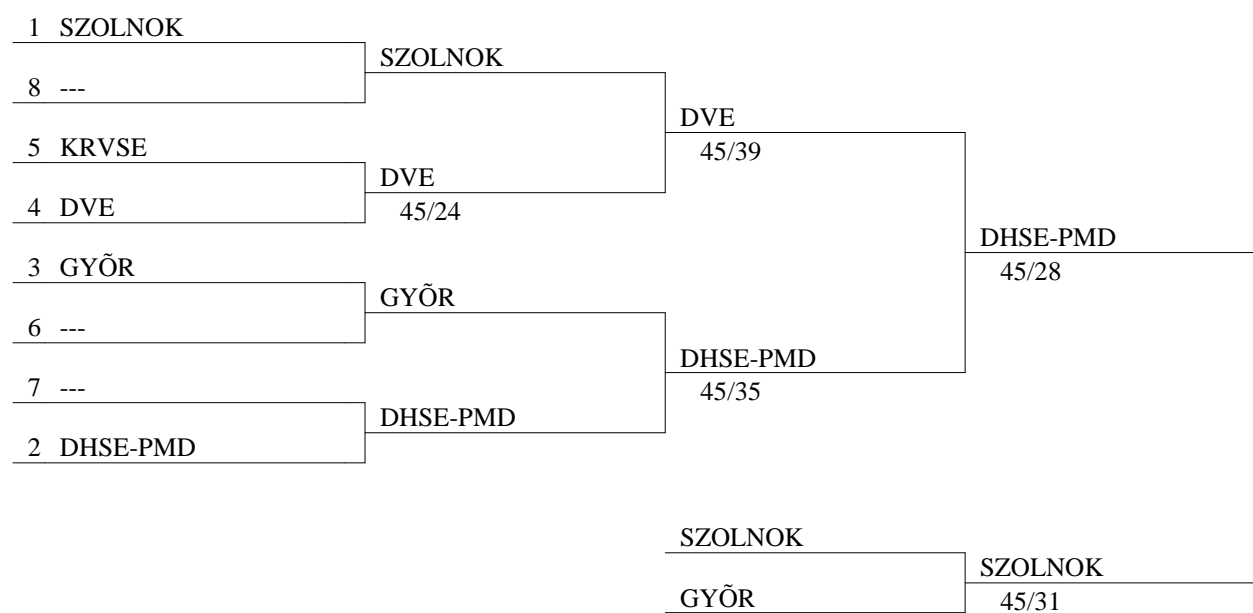 1 SZOLNOK
8 ---
5 KRVSE
4 DVE
3 GYÕR
6 ---
7 ---
2 DHSE-PMD
SZOLNOK
DVE
45/24
GYÕR
DHSE-PMD
DVE
45/39
DHSE-PMD
45/35
DHSE-PMD
45/28
SZOLNOK
GYÕR
SZOLNOK
45/31